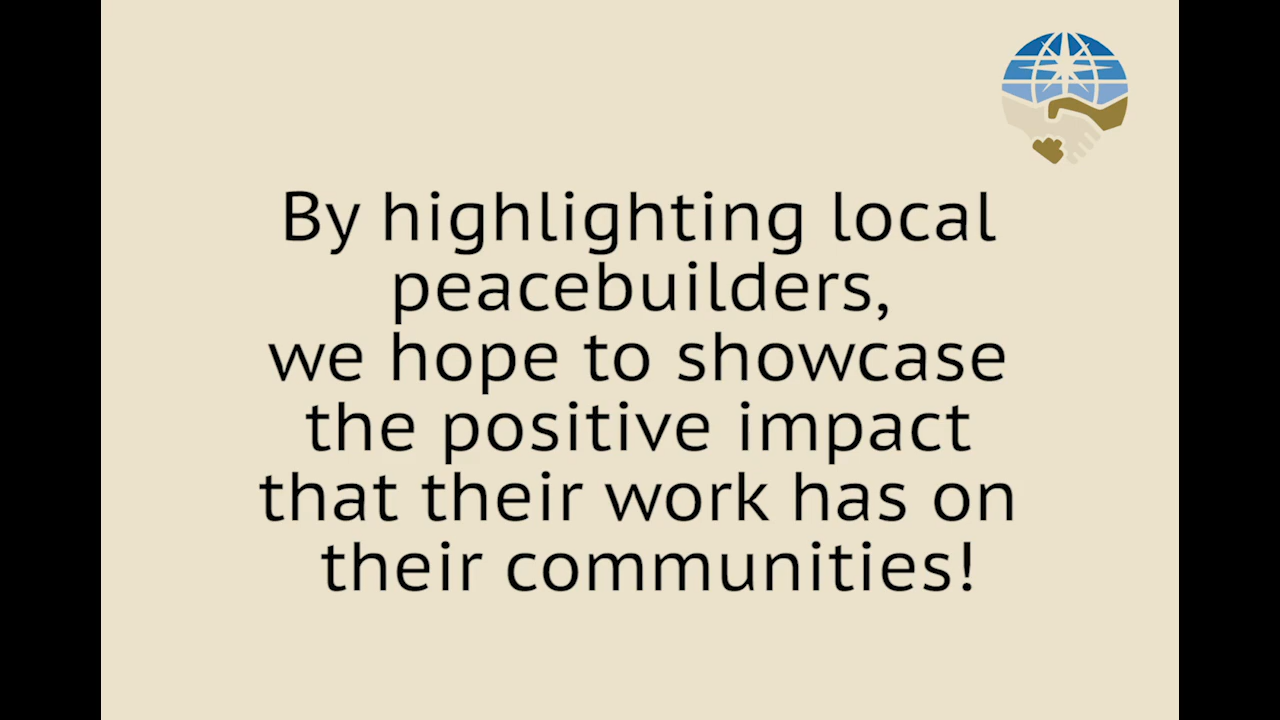 By highlighting local
peacebuilders,
we hope to showcase
the positive impact
that their work has on
their communities!